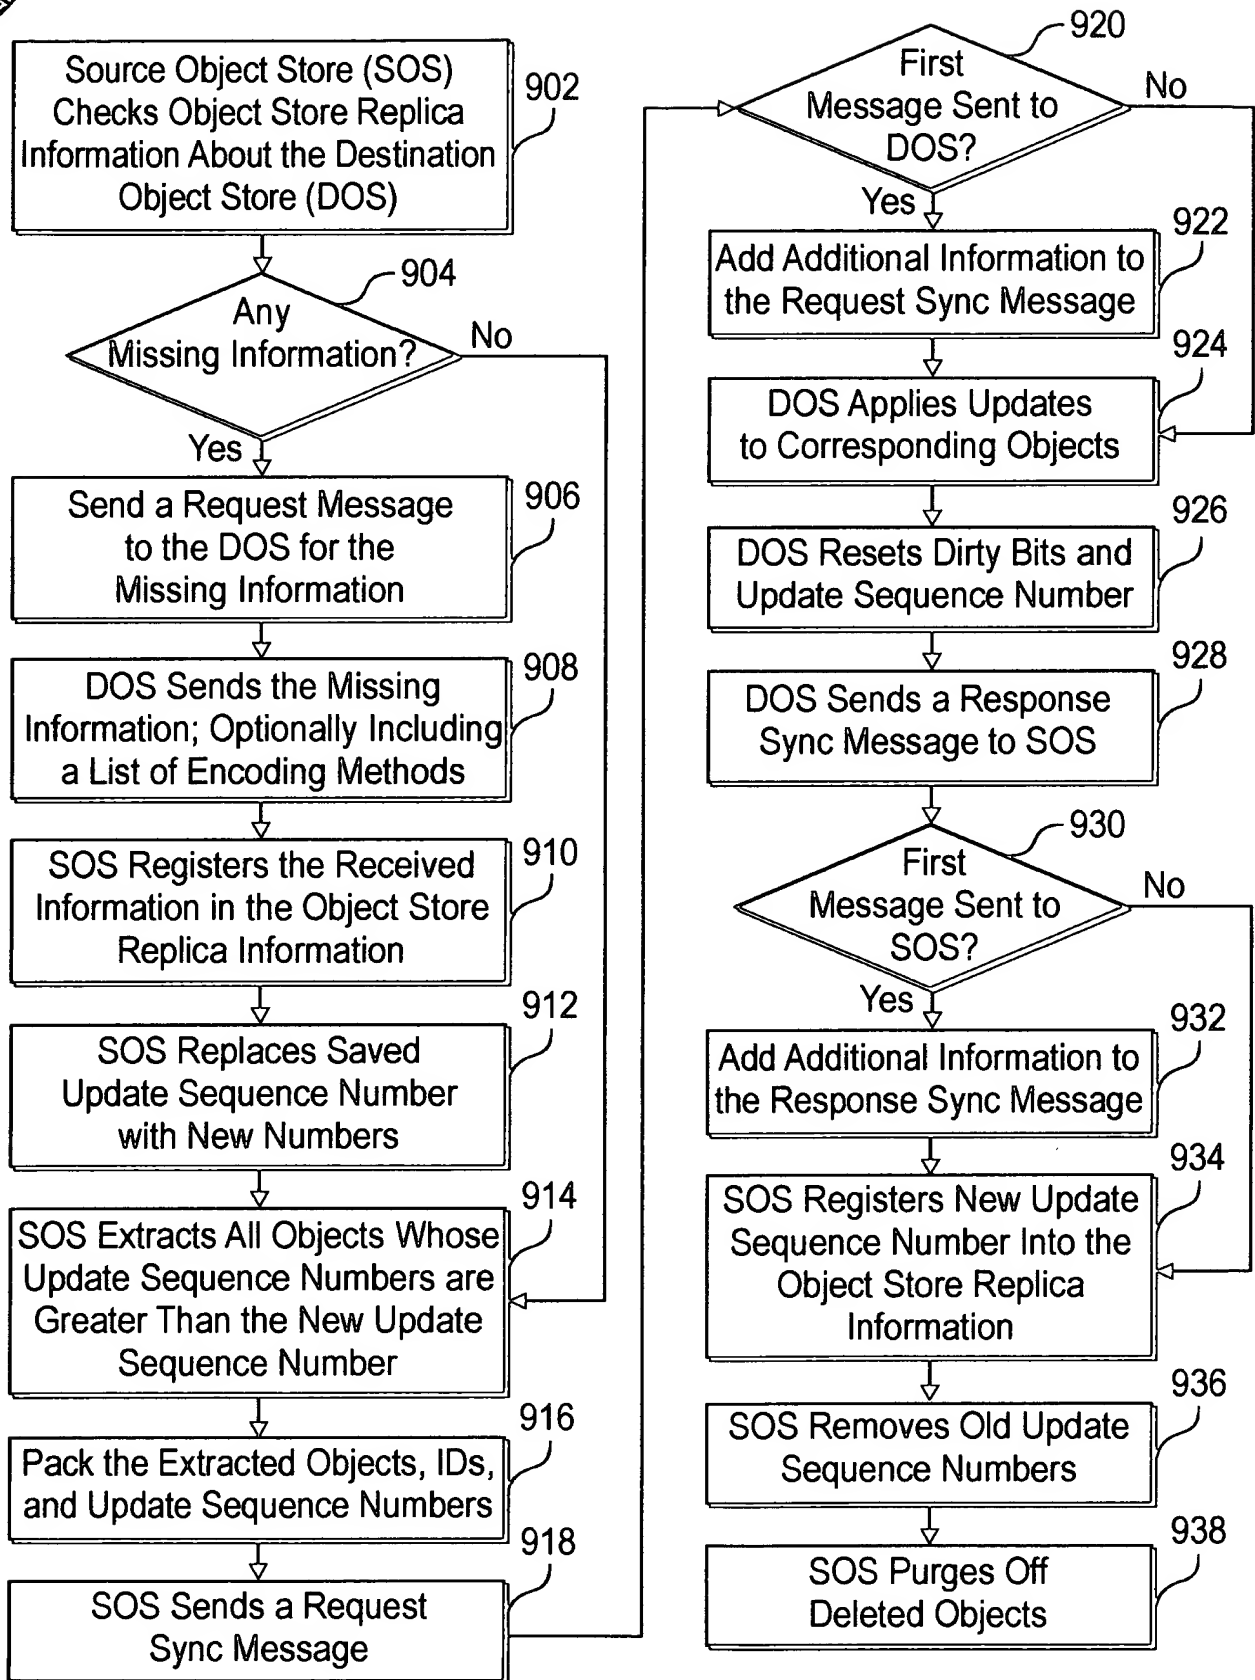 Source Object Store (SOS)
Checks Object Store Replica
Information About the Destination
Object Store (DOS)
902
904
Any
Missing Information?
No
Yes
Send a Request Message
to the DOS for the
Missing Information
906
DOS Sends the Missing
Information; Optionally Including
a List of Encoding Methods
908
SOS Registers the Received
Information in the Object Store
Replica Information
910
SOS Replaces Saved
Update Sequence Number
with New Numbers
912
SOS Extracts All Objects Whose
Update Sequence Numbers are
Greater Than the New Update
Sequence Number
914
Pack the Extracted Objects, IDs,
and Update Sequence Numbers
916
SOS Sends a Request
Sync Message
918
920
First
Message Sent to
DOS?
No
Yes
Add Additional Information to
the Request Sync Message
922
DOS Applies Updates
to Corresponding Objects
924
DOS Resets Dirty Bits and
Update Sequence Number
926
DOS Sends a Response
Sync Message to SOS
928
930
First
Message Sent to
SOS?
No
Yes
Add Additional Information to
the Response Sync Message
932
SOS Registers New Update
Sequence Number Into the
Object Store Replica
Information
934
SOS Removes Old Update
Sequence Numbers
936
SOS Purges Off
Deleted Objects
938